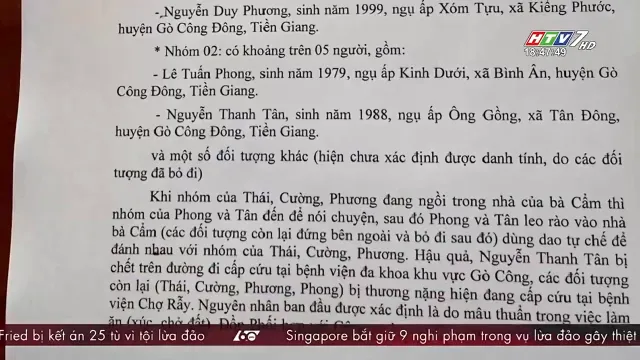 -,Nguyễn Duy Phương, sinh năm 1999, ngụ ấp Xóm Tựu, xã Kiểng Phước,
huyện Gò Công Đông, Tiền Giang.
HTV7 HD
18:47:49
* Nhóm 02: có khoảng trên 05 người, gồm:
- Lê Tuấn Phong, sinh năm 1979, ngụ ấp Kinh Dưới, xã Bình Ân, huyện Gò
Công Đông, Tiền Giang.
- Nguyễn Thanh Tân, sinh năm 1988, ngụ ấp Ông Gồng, xã Tân Đông,
huyện Gò Công Đông, Tiền Giang.
và một số đối tượng khác (hiện chưa xác định được danh tính, do các đối
tượng đã bỏ đi)
Khi nhóm của Thái, Cường, Phương đang ngồi trong nhà của bà Cẩm thì
nhóm của Phong và Tân đến để nói chuyện, sau đó Phong và Tân leo rào vào nhà
bà Cẩm (các đối tượng còn lại đứng bên ngoài và bỏ đi sau đó) dùng dao tự chế để
đánh nhau với nhóm của Thái, Cường, Phương. Hậu quả, Nguyễn Thanh Tân bị
chết trên đường đi cấp cứu tại bệnh viện đa khoa khu vực Gò Công, các đối tượng
còn lại (Thái, Cường, Phương, Phong) bị thương nặng hiện đang cấp cứu tại bệnh
viện Chợ Rẫy. Nguyên nhân ban đầu được xác định là do mâu thuẫn trong việc làm
ăn (xúc, chở đất).
Fried bị kết án 25 tù vì tội lừa đảo
60s
Singapore bắt giữ 9 nghi phạm trong vụ lừa đảo gây thiệt